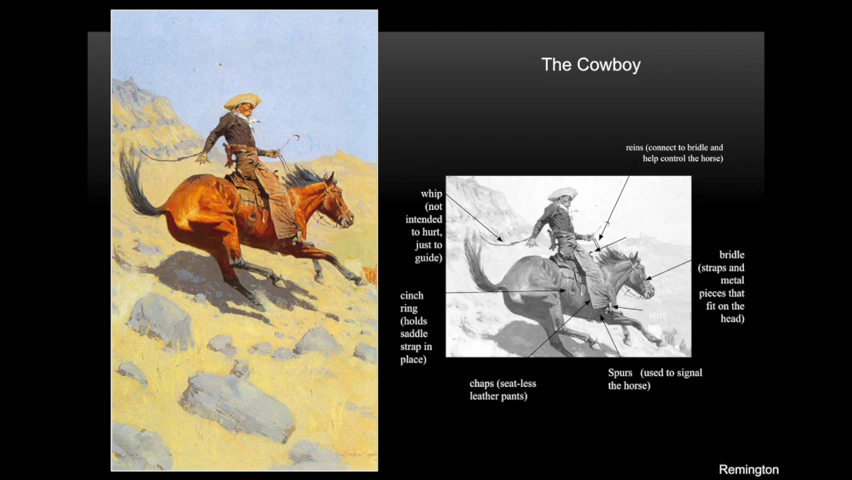 The Cowboy
reins (connect to bridle and
help control the horse)
whip
(not
intended
to hurt,
just to
guide)
bridle
(straps and
metal
pieces that
fit on the
head)
cinch
ring
(holds
saddle
strap in
place)
chaps (seat-less
leather pants)
Spurs (used to signal
the horse)
Remington